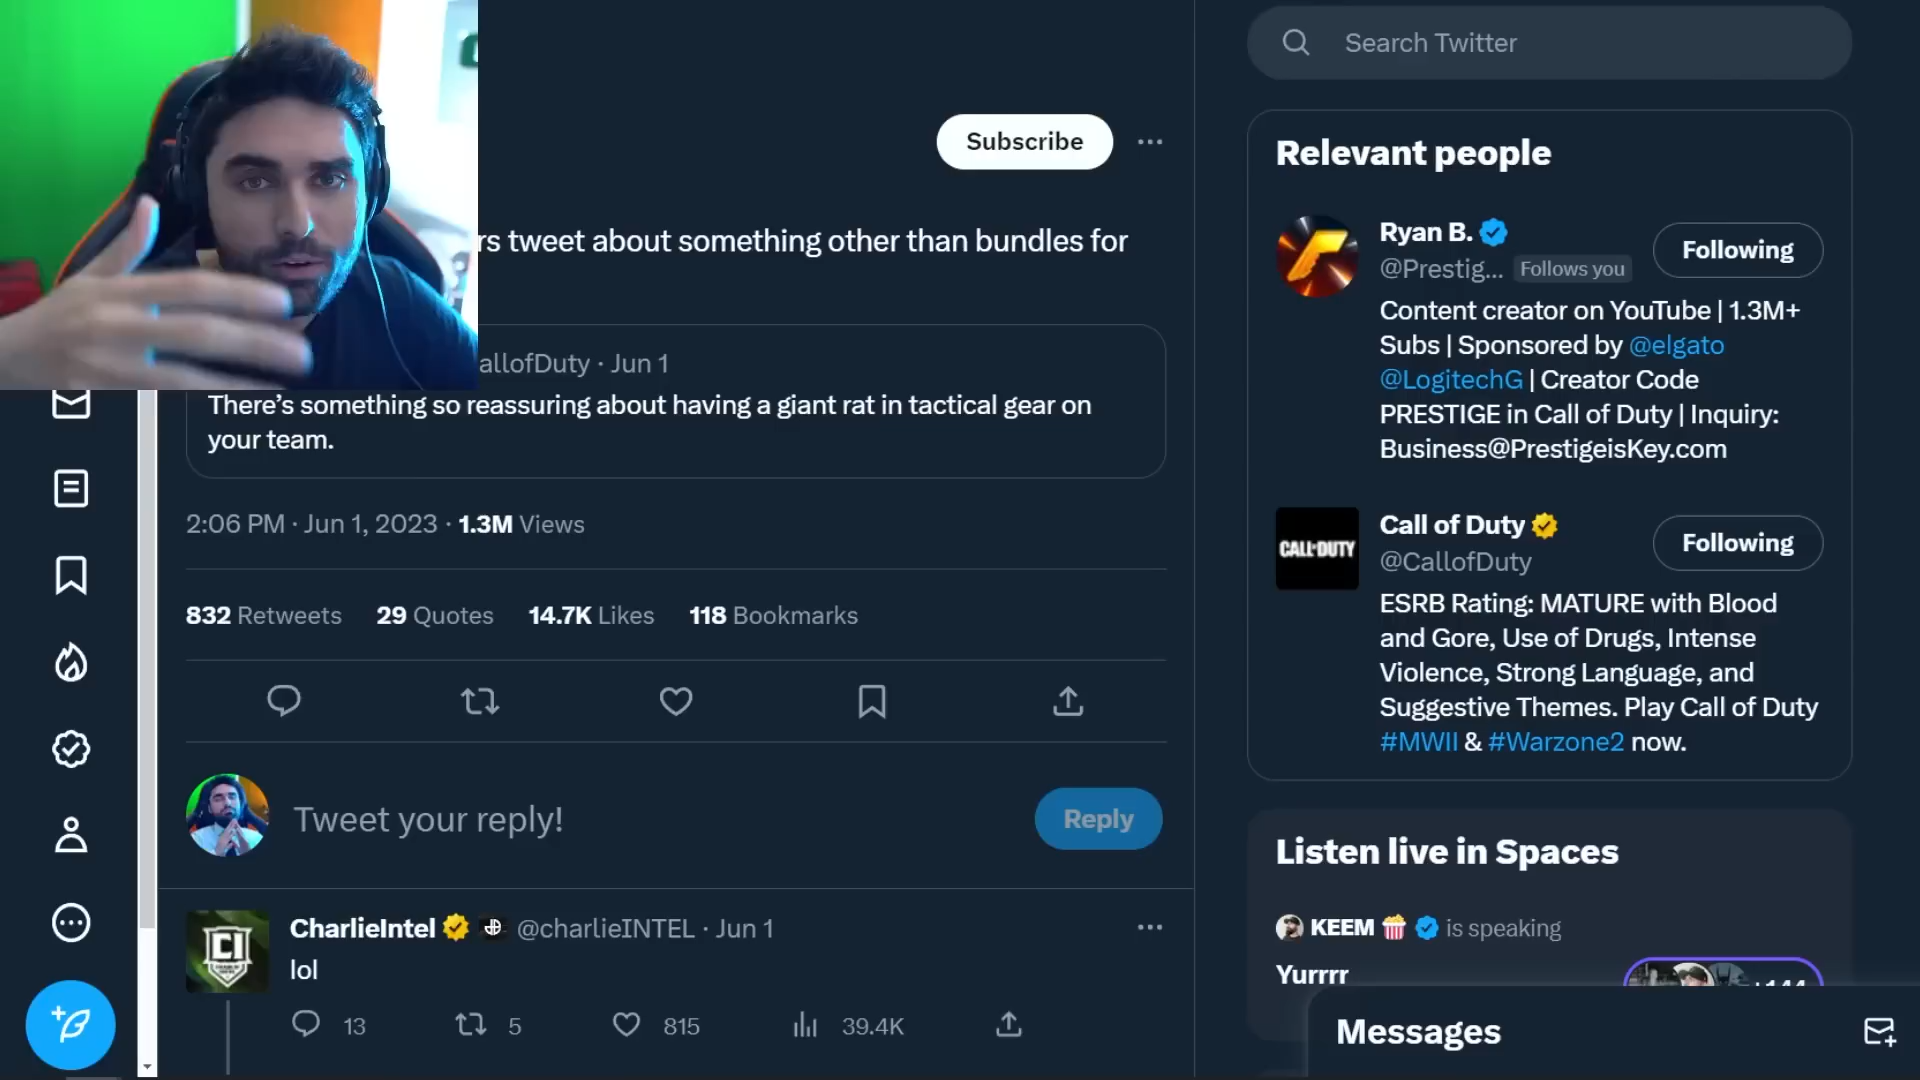 Search Twitter
Subscribe
tweet about something other than bundles for
· Jun 1
There's something so reassuring about having a giant rat in tactical gear on
your team.
2:06 PM · Jun 1, 2023 · 1.3M Views
832 Retweets 29 Quotes 14.7K Likes 118 Bookmarks
Tweet your reply!
Reply
CharlieIntel @charlieINTEL · Jun 1
lol
13 5 815 39.4K
Relevant people
Ryan B.
@Prestig... Follows you
Following
Content creator on YouTube | 1.3M+
Subs | Sponsored by @elgato
@LogitechG | Creator Code
PRESTIGE in Call of Duty | Inquiry:
Business@PrestigeisKey.com
CALL OF DUTY
Call of Duty
@CallofDuty
Following
ESRB Rating: MATURE with Blood
and Gore, Use of Drugs, Intense
Violence, Strong Language, and
Suggestive Themes. Play Call of Duty
#MWII & #Warzone2 now.
Listen live in Spaces
KEEM is speaking
Yurrrr
Messages